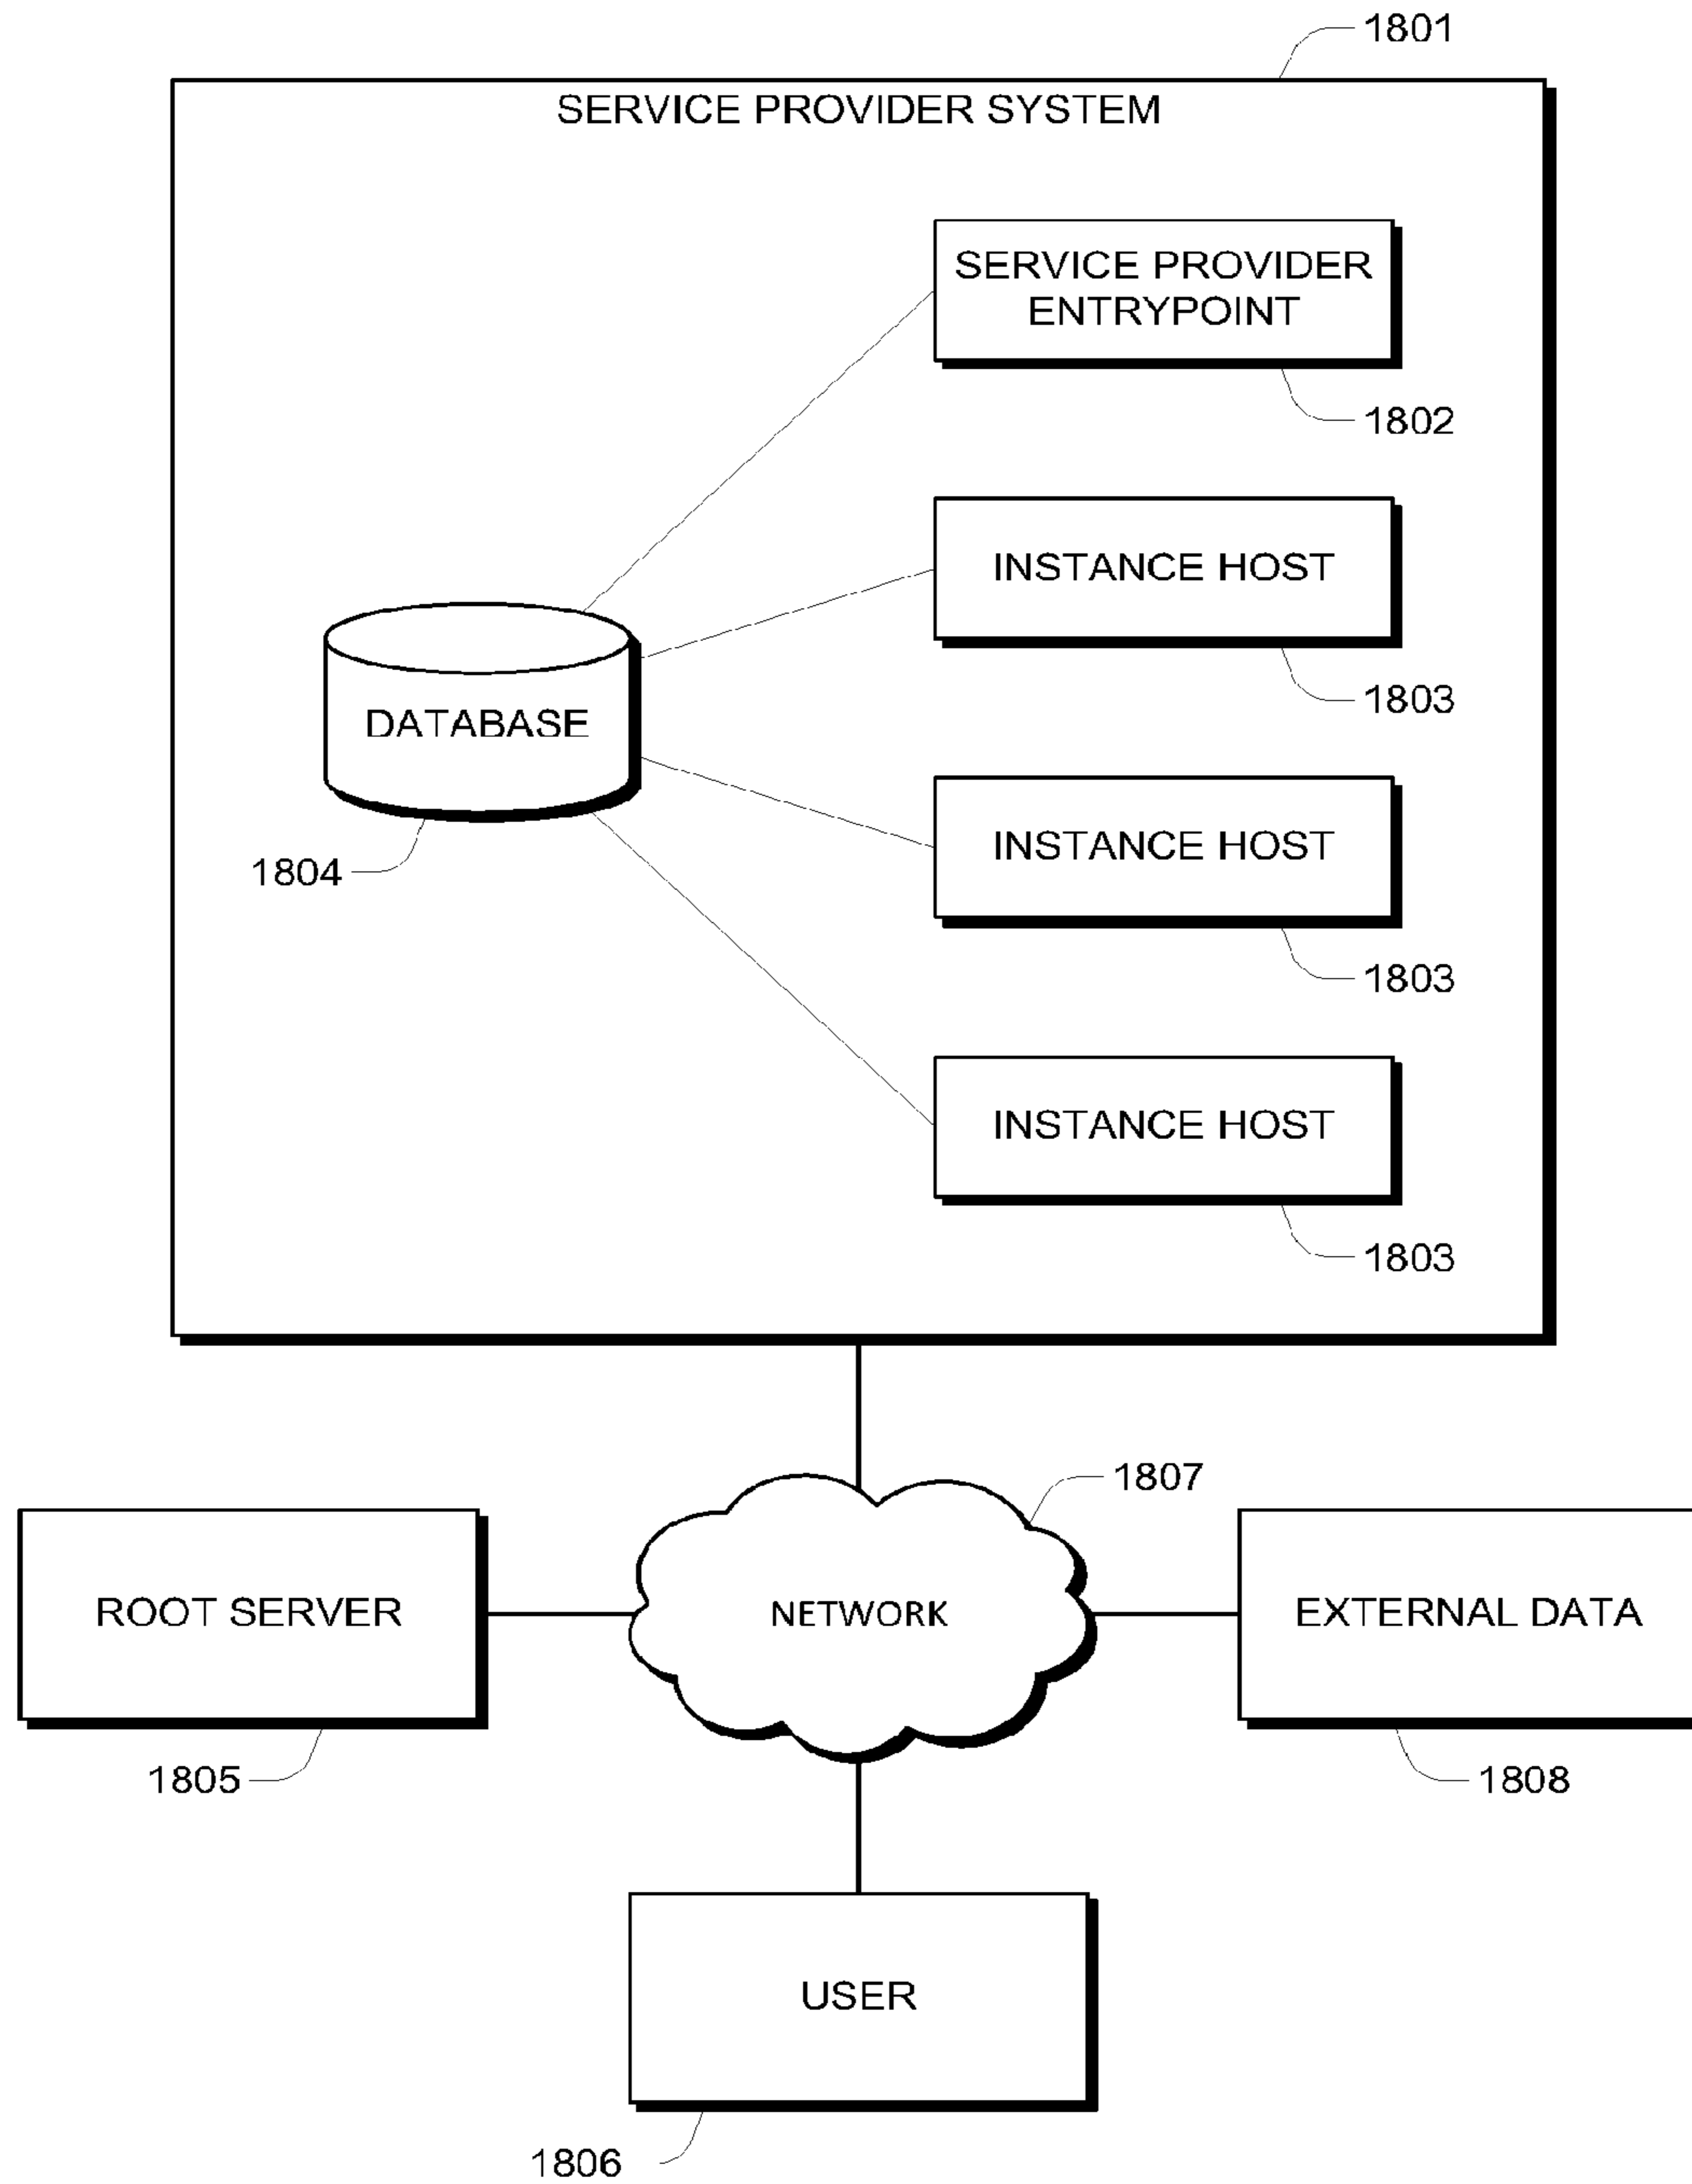 1801
SERVICE PROVIDER SYSTEM
SERVICE PROVIDER
ENTRYPOINT
1802
INSTANCE HOST
1803
DATABASE
1804
INSTANCE HOST
1803
INSTANCE HOST
1803
1807
ROOT SERVER
NETWORK
EXTERNAL DATA
1805
1808
USER
1806